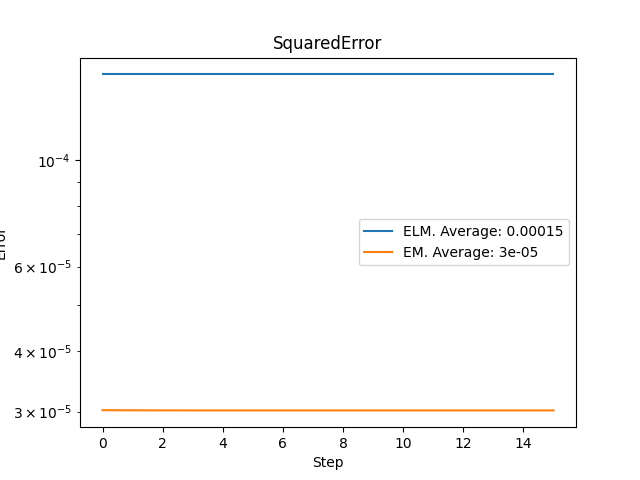 SquaredError
10⁻⁴
6 × 10⁻⁵
4 × 10⁻⁵
3 × 10⁻⁵
Error
ELM. Average: 0.00015
EM. Average: 3e-05
0 2 4 6 8 10 12 14
Step